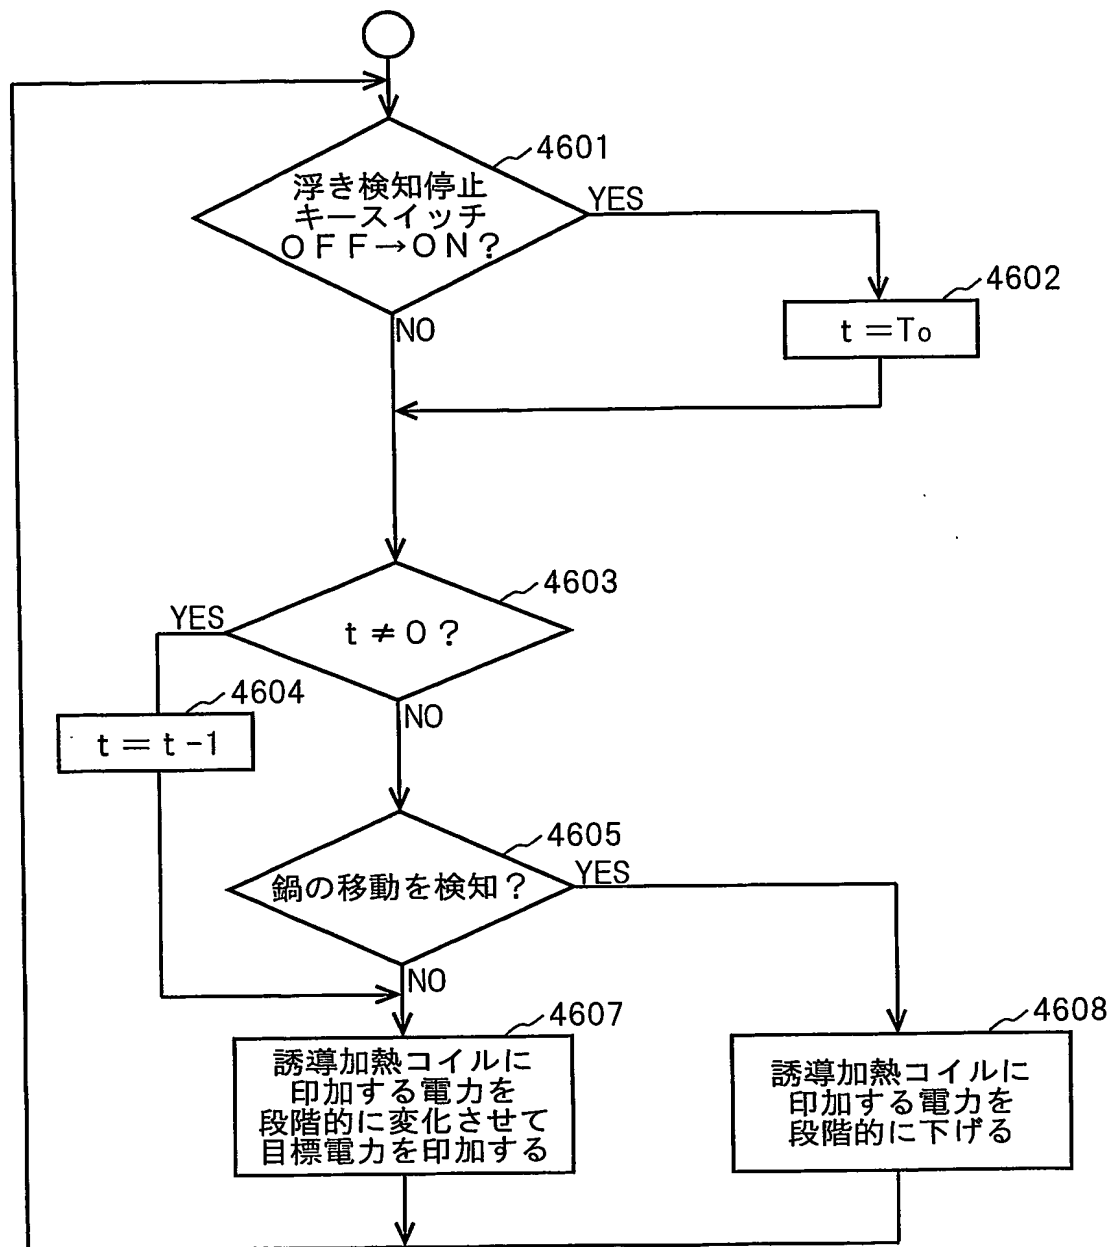 4601
浮き検知停止
キースイッチ
OFF→ON?
YES
4602
t=To
NO
4603
YES
t≠0?
4604
NO
t=t-1
4605
鍋の移動を検知?
YES
NO
4607
4608
誘導加熱コイルに
印加する電力を
段階的に変化させて
目標電力を印加する
誘導加熱コイルに
印加する電力を
段階的に下げる